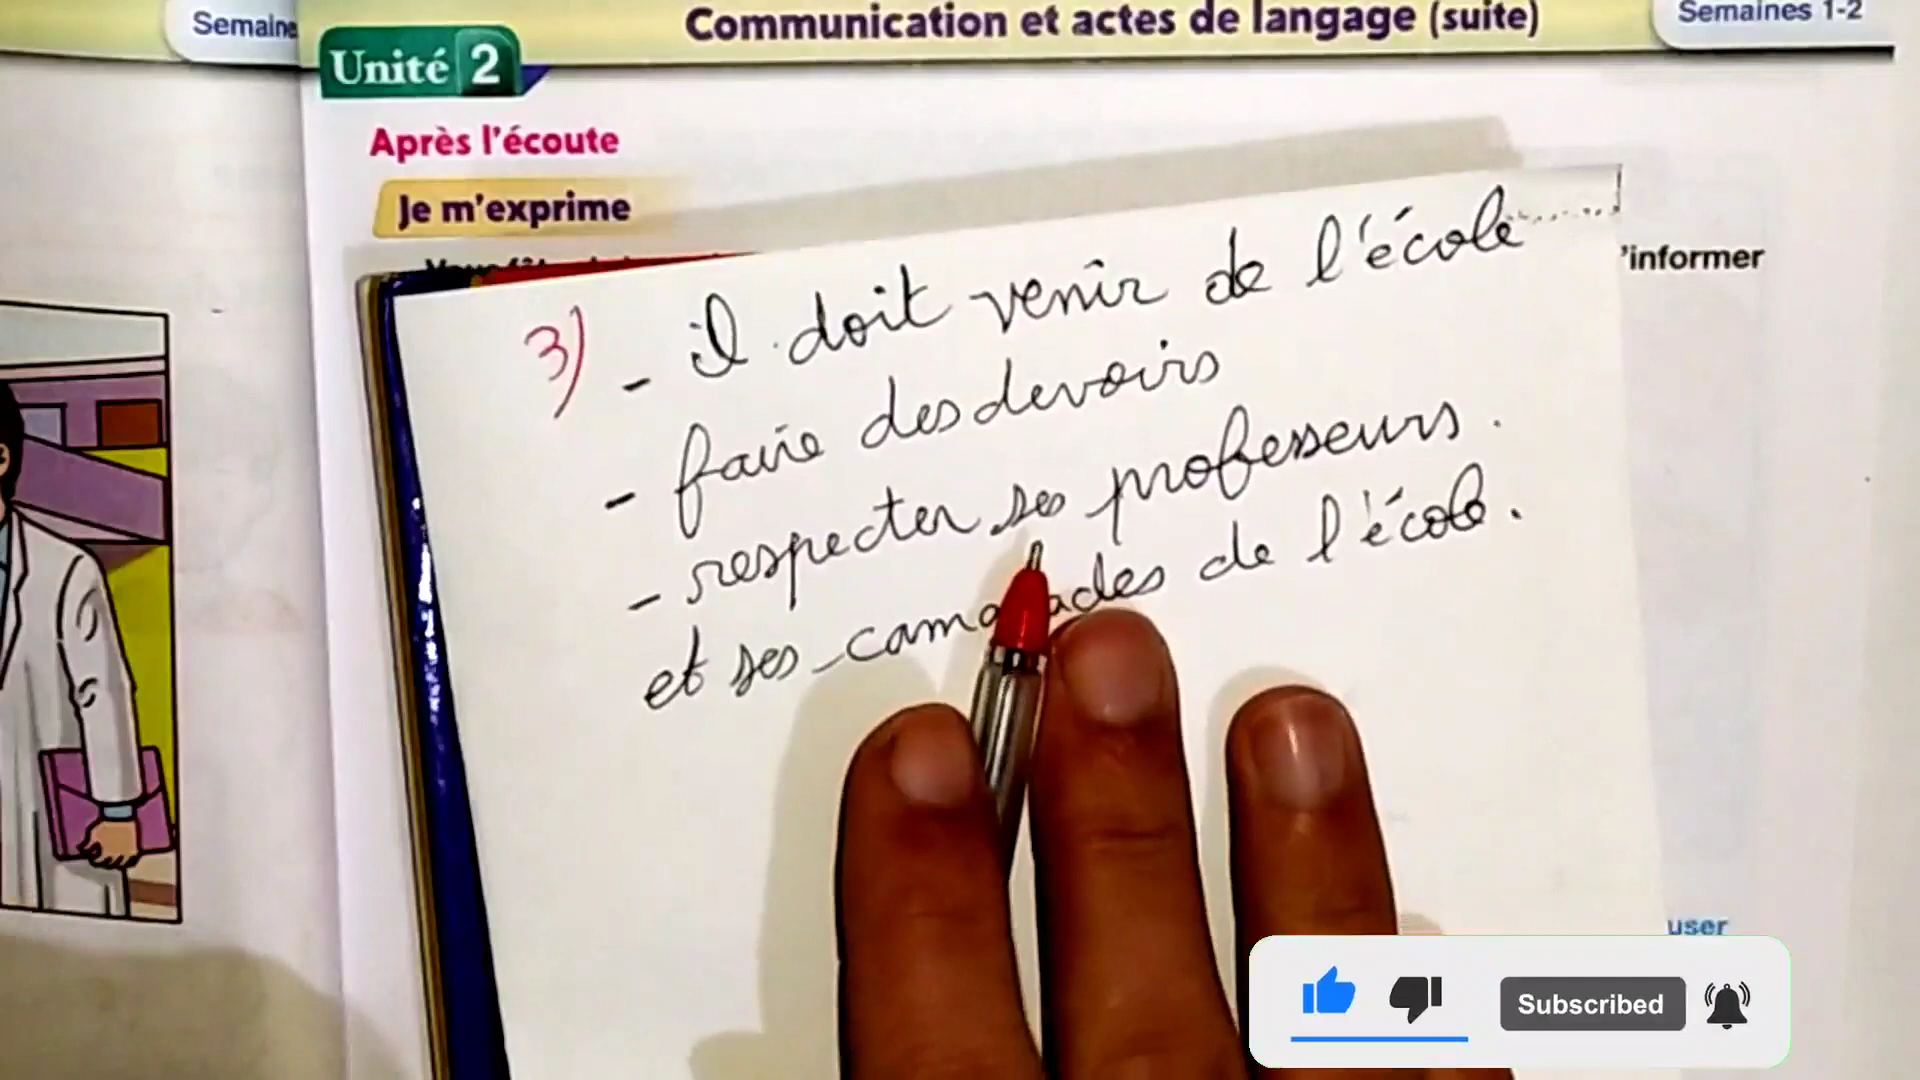 Semaine
Communication et actes de langage (suite)
Semaines 1-2
Unité 2
Après l'écoute
Je m'exprime
'informer
3) - il doit venir de l'école
- faire des devoirs
- respecter ses professeurs.
et ses camarades de l'école.
user
Subscribed